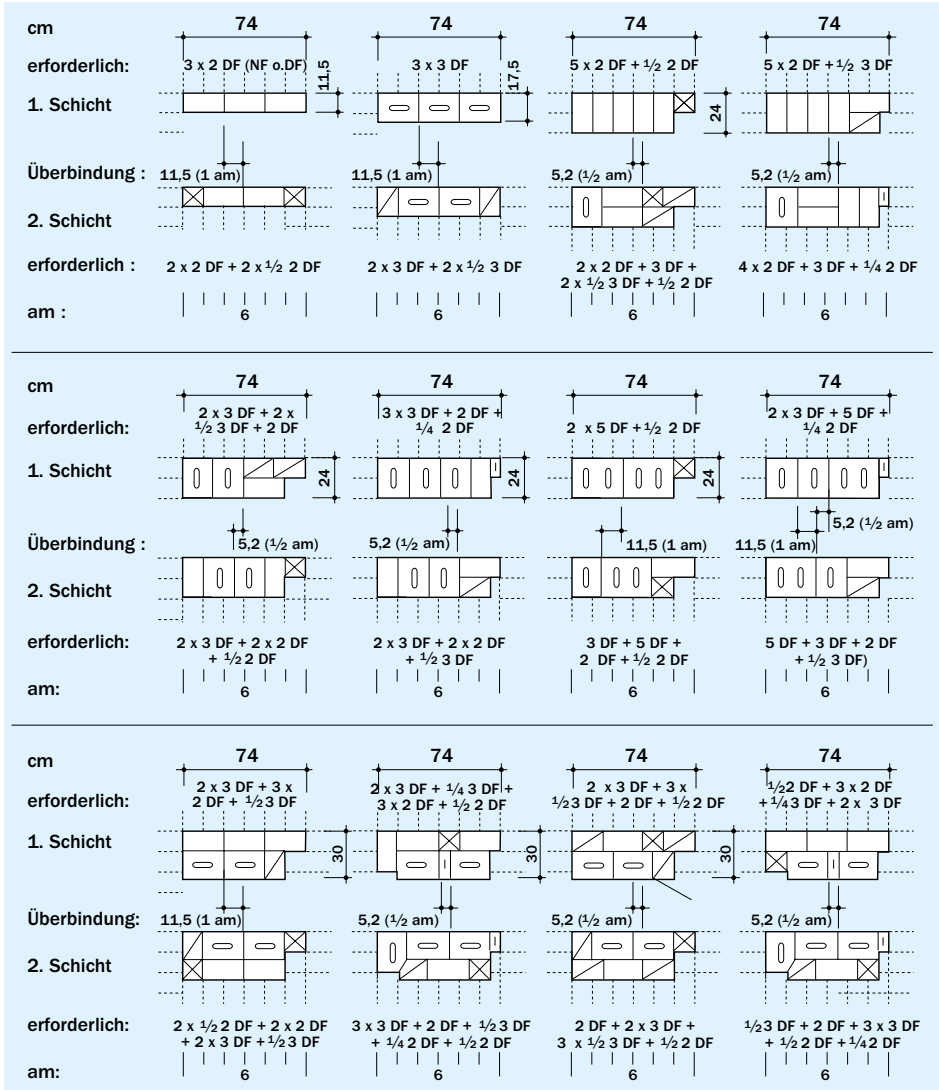 cm 74 74 74 74
erforderlich: 3 x 2 DF (NF o.DF) 3 x 3 DF 5 x 2 DF + ½ 2 DF 5 x 2 DF + ½ 3 DF
11,5 17,5
1. Schicht
24
Überbindung : 11,5 (1 am) 11,5 (1 am) 5,2 (½ am) 5,2 (½ am)
2. Schicht
erforderlich : 2 x 2 DF + 2 x ½ 2 DF 2 x 3 DF + 2 x ½ 3 DF 2 x 2 DF + 3 DF + 4 x 2 DF + 3 DF + ¼ 2 DF
2 x ½ 3 DF + ½ 2 DF
am : 6 6 6 6
cm 74 74 74 74
2 x 3 DF + 2 x 3 x 3 DF + 2 DF + 2 x 3 DF + 5 DF +
erforderlich: ½ 3 DF + 2 DF ¼ 2 DF 2 x 5 DF + ½ 2 DF ¼ 2 DF
1. Schicht
24 24 24
5,2 (½ am)
Überbindung : 5,2 (½ am) 5,2 (½ am) 11,5 (1 am) 11,5 (1 am)
2. Schicht
erforderlich: 2 x 3 DF + 2 x 2 DF 2 x 3 DF + 2 x 2 DF 3 DF + 5 DF + 5 DF + 3 DF + 2 DF
+ ½ 2 DF + ½ 3 DF 2 DF + ½ 2 DF + ½ 3 DF)
am: 6 6 6 6
cm 74 74 74 74
2 x 3 DF + 3 x 2 x 3 DF + ¼ 3 DF + 2 x 3 DF + 3 x ½2 DF + 3 x 2 DF
erforderlich: 2 DF + ½3 DF 3 x 2 DF + ½ 2 DF ½3 DF + 2 DF + ½ 2 DF + ¼3 DF + 2 x 3 DF
1. Schicht
30 30 30
Überbindung: 11,5 (1 am) 5,2 (½ am) 5,2 (½ am) 5,2 (½ am)
2. Schicht
erforderlich: 2 x ½ 2 DF + 2 x 2 DF 3 x 3 DF + 2 DF + ½ 3 DF 2 DF + 2 x 3 DF + ½ 3 DF + 2 DF + 3 x 3 DF
+ 2 x 3 DF + ½ 3 DF + ¼ 2 DF + ½ 2 DF 3 x ½ 3 DF + ½ 2 DF + ½ 2 DF + ¼ 2 DF
am: 6 6 6 6